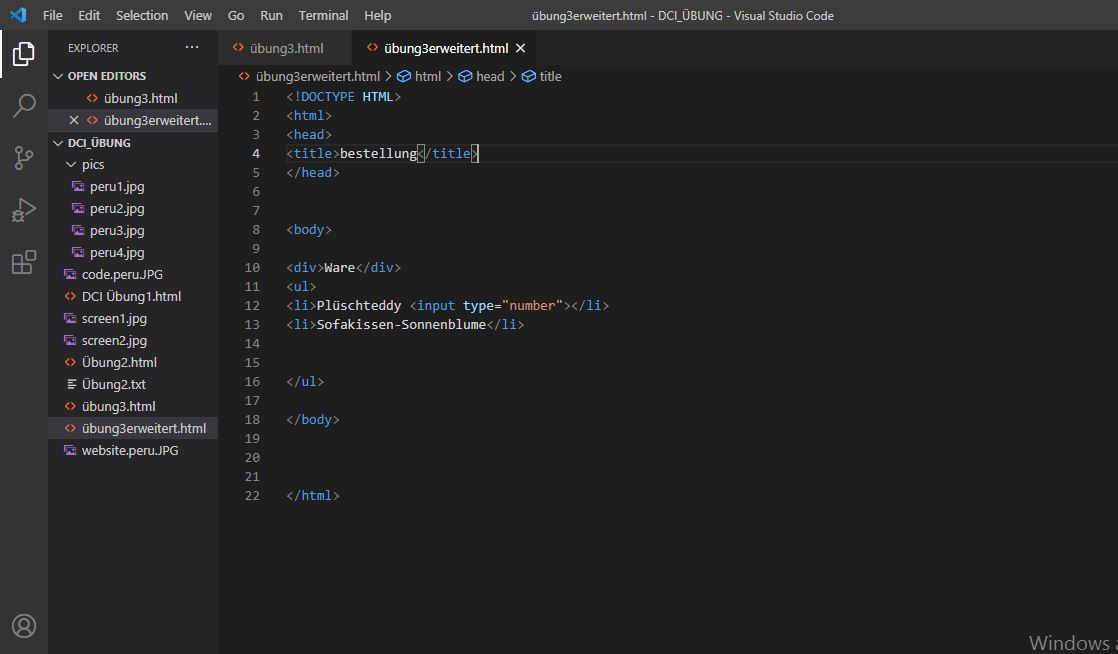 File Edit Selection View Go Run Terminal Help übung3erweitert.html - DCI_ÜBUNG - Visual Studio Code
EXPLORER ···
OPEN EDITORS
übung3.html
übung3erweitert....
DCI_ÜBUNG
pics
peru1.jpg
peru2.jpg
peru3.jpg
peru4.jpg
code.peru.JPG
DCI Übung1.html
screen1.jpg
screen2.jpg
Übung2.html
Übung2.txt
übung3.html
übung3erweitert.html
website.peru.JPG
übung3.html übung3erweitert.html
übung3erweitert.html > html > head > title
1 <!DOCTYPE HTML>
2 <html>
3 <head>
4 <title>bestellung</title>
5 </head>
6
7
8 <body>
9
10 <div>Ware</div>
11 <ul>
12 <li>Plüschteddy <input type="number"></li>
13 <li>Sofakissen-Sonnenblume</li>
14
15
16 </ul>
17
18 </body>
19
20
21
22 </html>
Windows